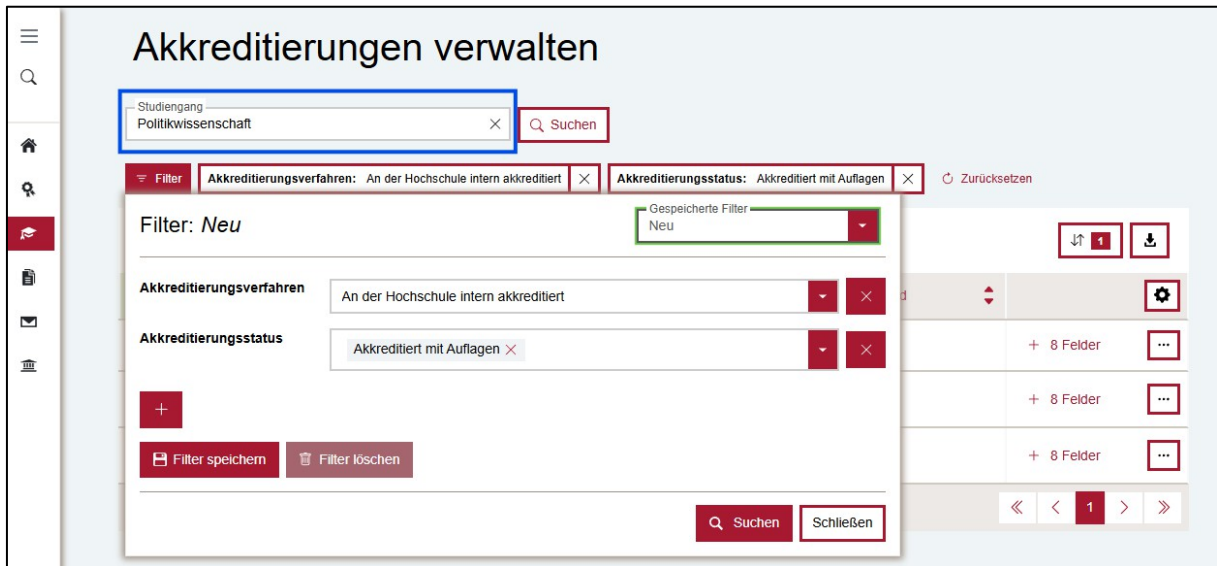 Akkreditierungen verwalten
Studiengang
Politikwissenschaft
Suchen
Filter
Akkreditierungsverfahren: An der Hochschule intern akkreditiert
Akkreditierungsstatus: Akkreditiert mit Auflagen
Zurücksetzen
Filter: Neu
Gespeicherte Filter
Neu
1
Akkreditierungsverfahren
An der Hochschule intern akkreditiert
d
Akkreditierungsstatus
Akkreditiert mit Auflagen
+ 8 Felder
+ 8 Felder
+ 8 Felder
Filter speichern
Filter löschen
1
Suchen
Schließen